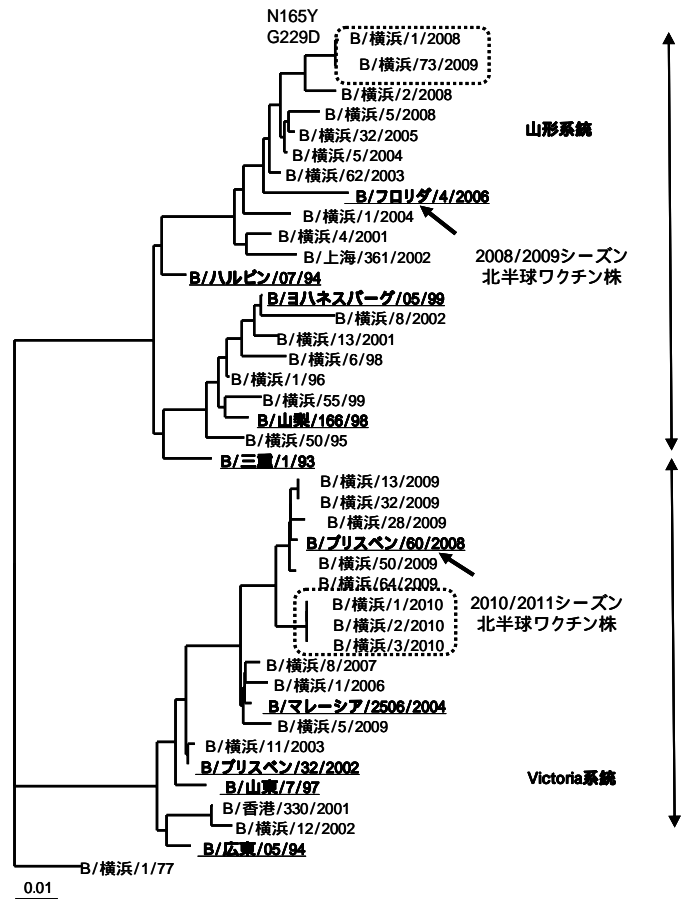 N165Y
G229D
B/横浜/1/2008
B/横浜/73/2009
B/横浜/2/2008
B/横浜/5/2008
B/横浜/32/2005
山形系統
B/横浜/5/2004
B/横浜/62/2003
B/フロリダ/4/2006
B/横浜/1/2004
B/横浜/4/2001
B/上海/361/2002
2008/2009シーズン
北半球ワクチン株
B/ハルビン/07/94
B/ヨハネスバーグ/05/99
B/横浜/8/2002
B/横浜/13/2001
B/横浜/6/98
B/横浜/1/96
B/横浜/55/99
B/山梨/166/98
B/横浜/50/95
B/三重/1/93
B/横浜/13/2009
B/横浜/32/2009
B/横浜/28/2009
B/ブリスベン/60/2008
B/横浜/50/2009
B/横浜/64/2009
B/横浜/1/2010
B/横浜/2/2010
B/横浜/3/2010
2010/2011シーズン
北半球ワクチン株
B/横浜/8/2007
B/横浜/1/2006
B/マレーシア/2506/2004
B/横浜/5/2009
B/横浜/11/2003
B/ブリスベン/32/2002
B/山東/7/97
Victoria系統
B/香港/330/2001
B/横浜/12/2002
B/広東/05/94
B/横浜/1/77
0.01